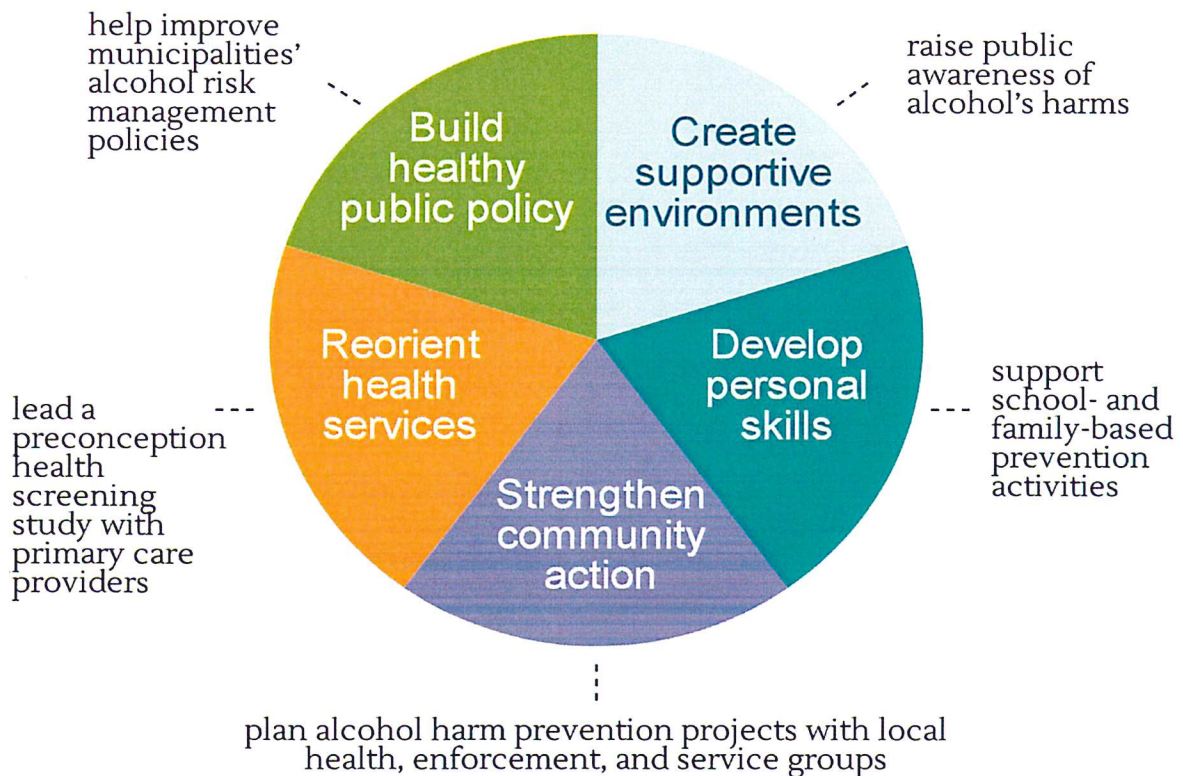 help improve
municipalities’
alcohol risk
management
policies
raise public
awareness of
alcohol’s harms
Build
healthy
public policy
Create
supportive
environments
Reorient
health
services
Develop
personal
skills
lead a
preconception
health
screening
study with
primary care
providers
support
school- and
family-based
prevention
activities
Strengthen
community
action
plan alcohol harm prevention projects with local
health, enforcement, and service groups